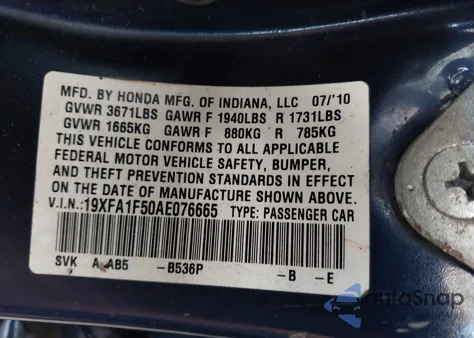 MFD. BY HONDA MFG. OF INDIANA, LLC 07/'10
GVWR 3671LBS GAWR F 1940LBS R 1731LBS
GVWR 1665KG GAWR F 880KG R 785KG
THIS VEHICLE CONFORMS TO ALL APPLICABLE
FEDERAL MOTOR VEHICLE SAFETY, BUMPER,
AND THEFT PREVENTION STANDARDS IN EFFECT
ON THE DATE OF MANUFACTURE SHOWN ABOVE.
V.I.N.:19XFA1F50AE076665 TYPE: PASSENGER CAR
SVK A AB5 -B536P -B -E
autoSnap